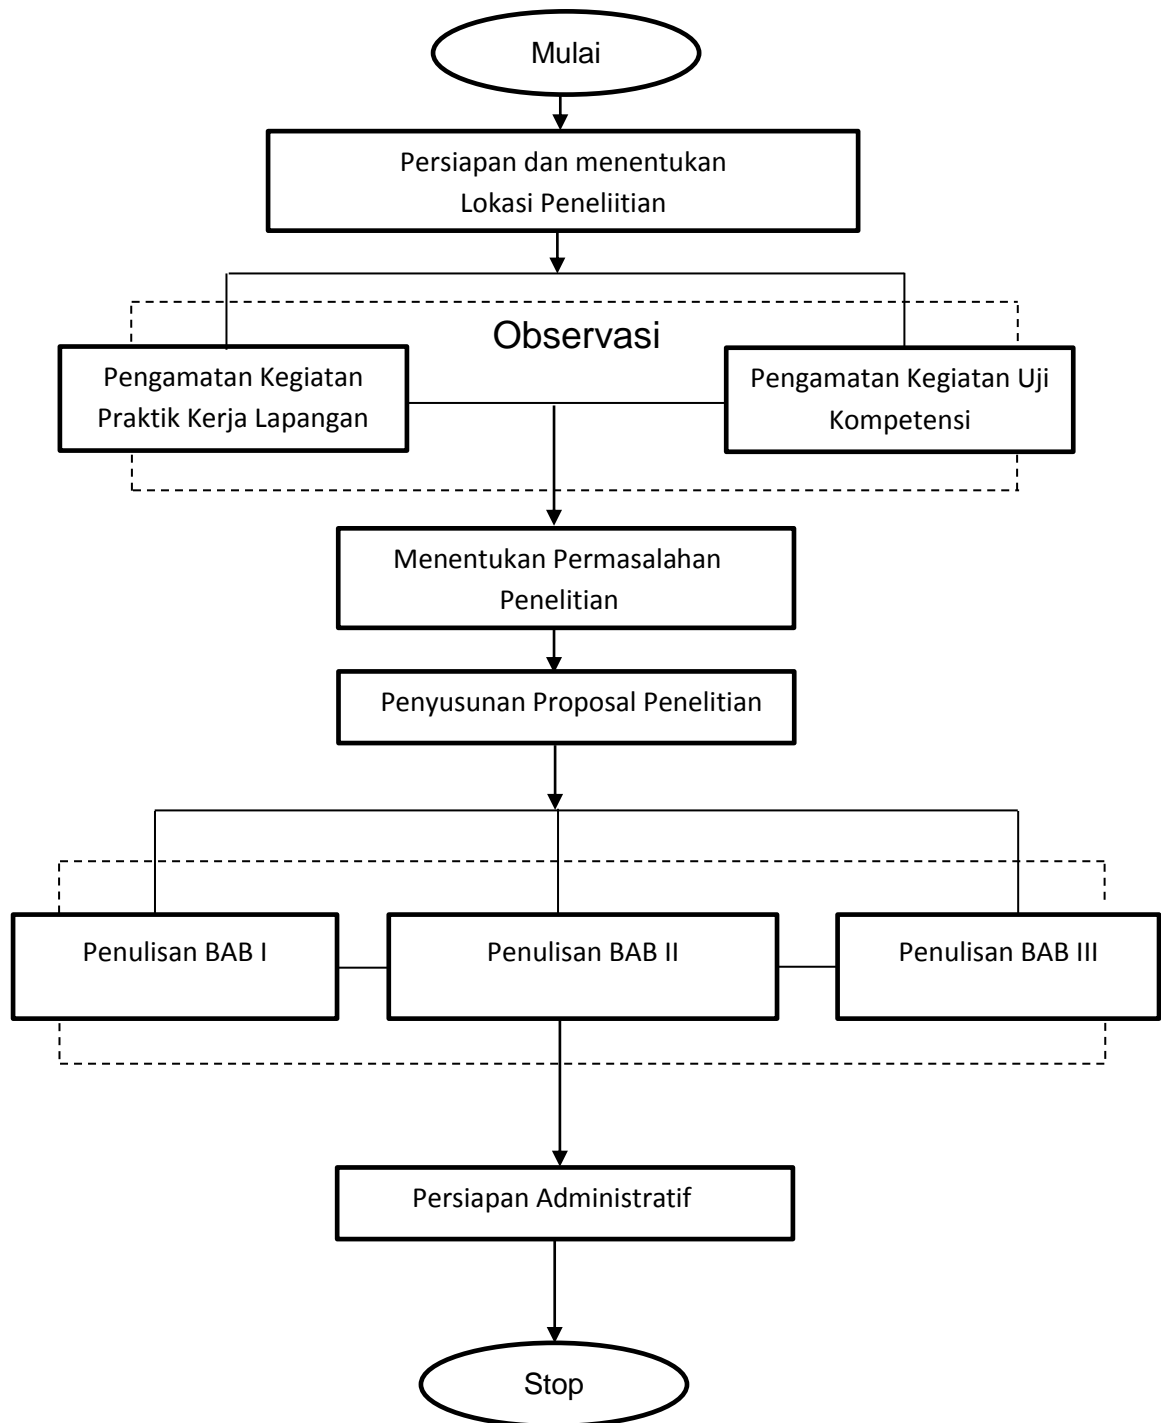 Mulai
Persiapan dan menentukan
Lokasi Peneliitian
Observasi
Pengamatan Kegiatan
Praktik Kerja Lapangan
Pengamatan Kegiatan Uji
Kompetensi
Menentukan Permasalahan
Penelitian
Penyusunan Proposal Penelitian
Penulisan BAB I
Penulisan BAB II
Penulisan BAB III
Persiapan Administratif
Stop